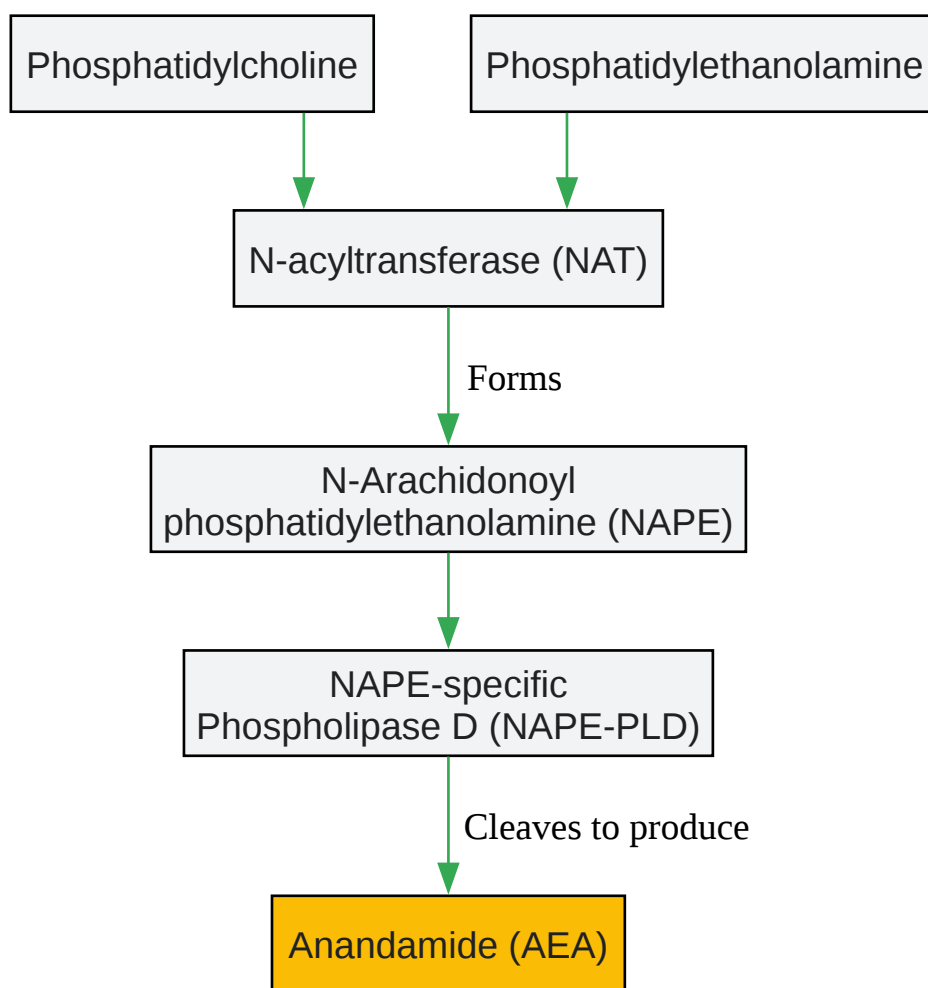 Phosphatidylcholine
Phosphatidylethanolamine
N-acyltransferase (NAT)
Forms
N-Arachidonoyl
phosphatidylethanolamine (NAPE)
NAPE-specific
Phospholipase D (NAPE-PLD)
Cleaves to produce
Anandamide (AEA)